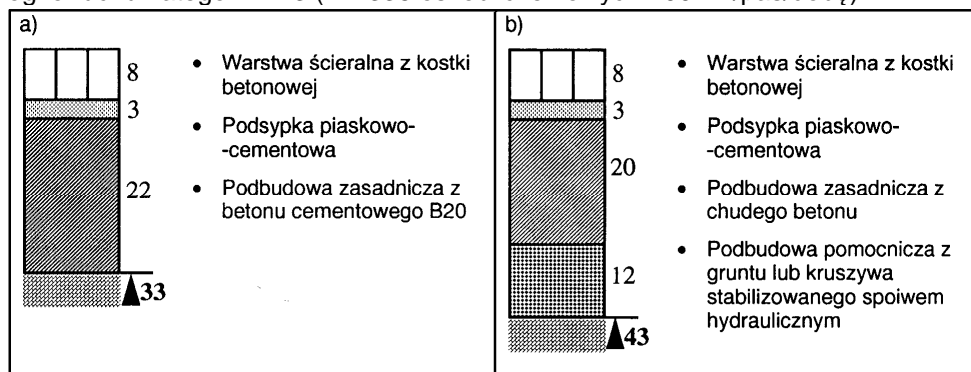 a)
8
3
22
33
• Warstwa ścieralna z kostki
betonowej
• Podsypka piaskowo-
-cementowa
• Podbudowa zasadnicza z
betonu cementowego B20
b)
8
3
20
12
43
• Warstwa ścieralna z kostki
betonowej
• Podsypka piaskowo-
-cementowa
• Podbudowa zasadnicza z
chudego betonu
• Podbudowa pomocnicza z
gruntu lub kruszywa
stabilizowanego spoiwem
hydraulicznym